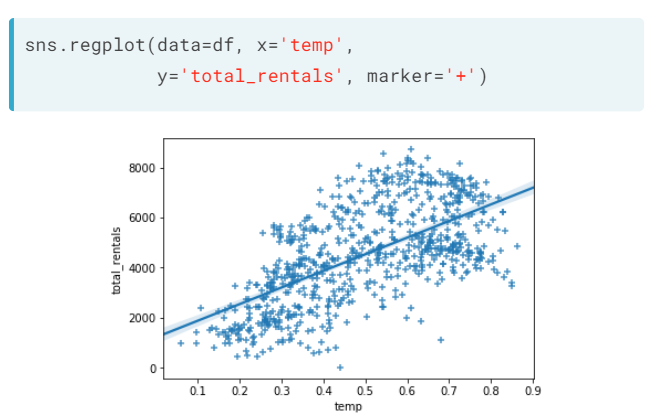 sns.regplot(data=df, x='temp',
y='total_rentals', marker='+')
8000
6000
4000
2000
0
total_rentals
0.1 0.2 0.3 0.4 0.5 0.6 0.7 0.8 0.9
temp